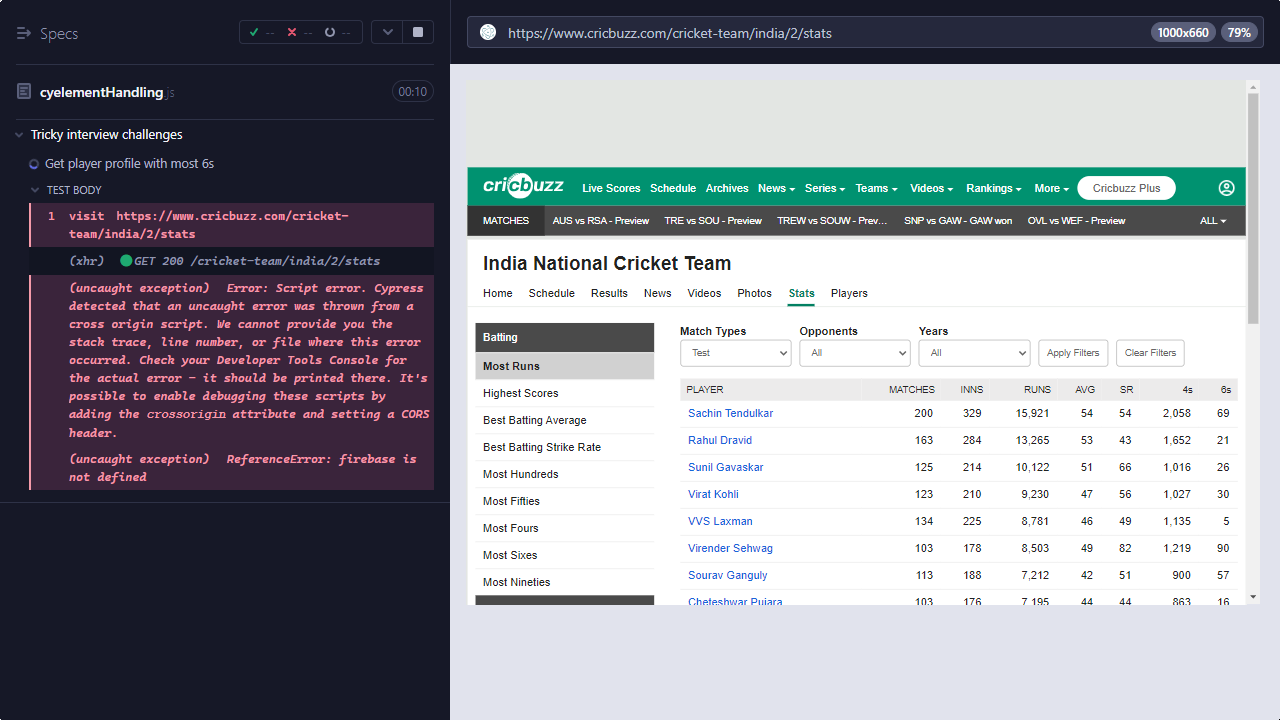 Specs
-- -- --
cyelementHandling.js 00:10
Tricky interview challenges
Get player profile with most 6s
TEST BODY
1 visit https://www.cricbuzz.com/cricket-
team/india/2/stats
(xhr) GET 200 /cricket-team/india/2/stats
(uncaught exception) Error: Script error. Cypress
detected that an uncaught error was thrown from a
cross origin script. We cannot provide you the
stack trace, line number, or file where this error
occurred. Check your Developer Tools Console for
the actual error - it should be printed there. It's
possible to enable debugging these scripts by
adding the crossorigin attribute and setting a CORS
header.
(uncaught exception) ReferenceError: firebase is
not defined
https://www.cricbuzz.com/cricket-team/india/2/stats 1000x660 79%
cricbuzz Live Scores Schedule Archives News Series Teams Videos Rankings More Cricbuzz Plus
MATCHES AUS vs RSA - Preview TRE vs SOU - Preview TREW vs SOUW - Prev… SNP vs GAW - GAW won OVL vs WEF - Preview ALL
India National Cricket Team
Home Schedule Results News Videos Photos Stats Players
Batting
Most Runs
Highest Scores
Best Batting Average
Best Batting Strike Rate
Most Hundreds
Most Fifties
Most Fours
Most Sixes
Most Nineties
Match Types Opponents Years
Test All All Apply Filters Clear Filters
PLAYER MATCHES INNS RUNS AVG SR 4s 6s
Sachin Tendulkar 200 329 15,921 54 54 2,058 69
Rahul Dravid 163 284 13,265 53 43 1,652 21
Sunil Gavaskar 125 214 10,122 51 66 1,016 26
Virat Kohli 123 210 9,230 47 56 1,027 30
VVS Laxman 134 225 8,781 46 49 1,135 5
Virender Sehwag 103 178 8,503 49 82 1,219 90
Sourav Ganguly 113 188 7,212 42 51 900 57
Cheteshwar Pujara 103 176 7,195 44 44 863 16